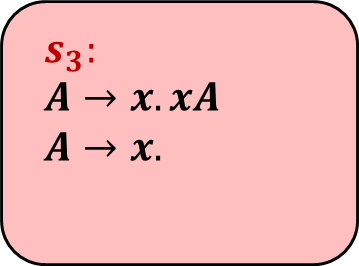 s₃:
A → x. xA
A → x.